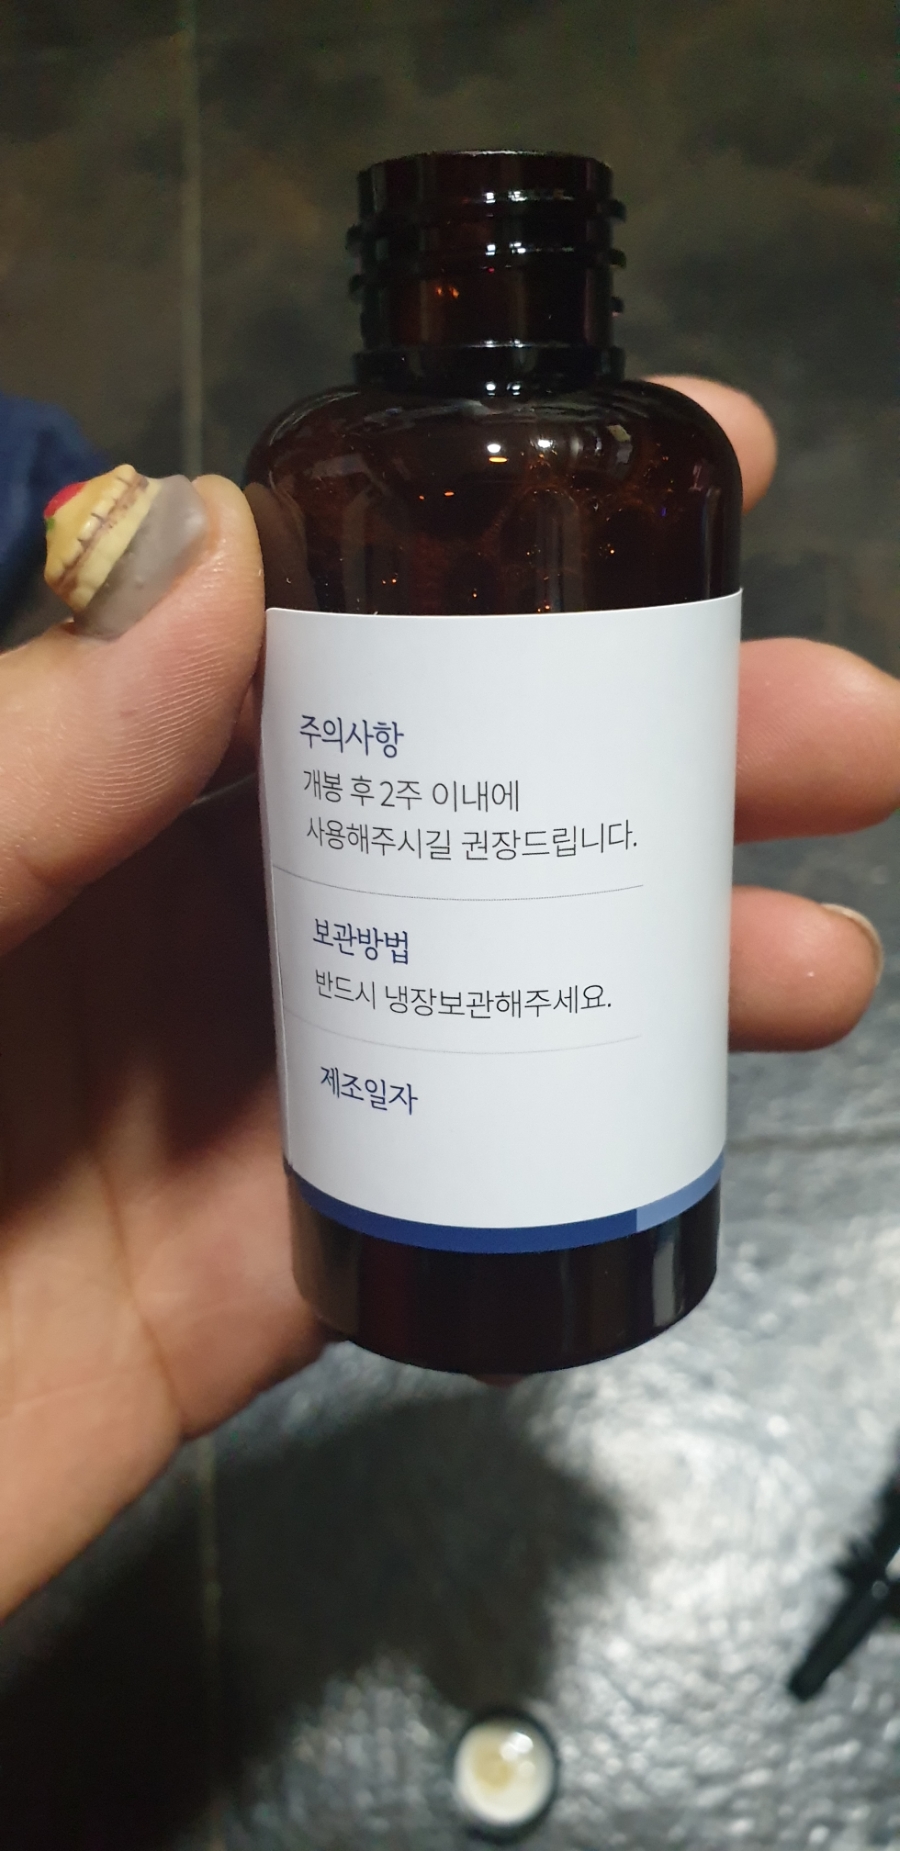 주의사항
개봉 후 2주 이내에
사용해주시길 권장드립니다.
보관방법
반드시 냉장보관해주세요.
제조일자